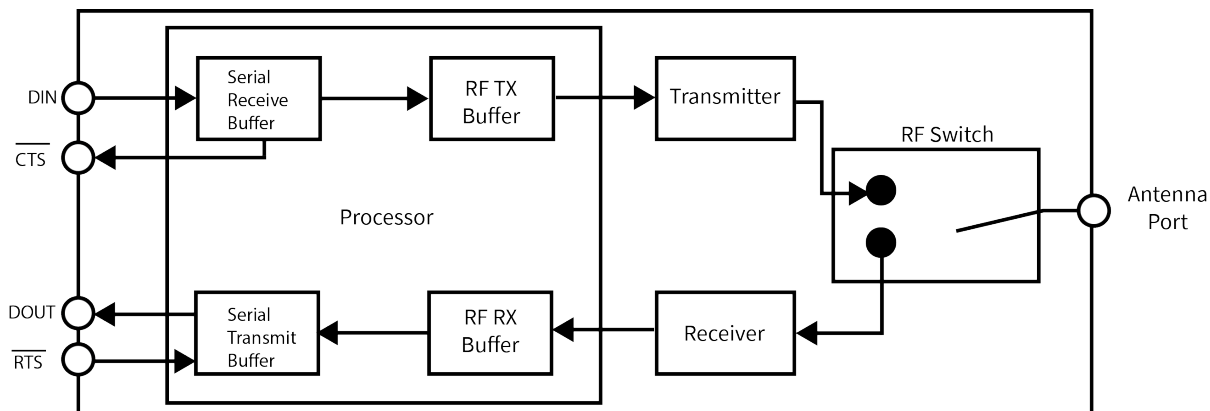 DIN
Serial
Receive
Buffer
RF TX
Buffer
Transmitter
RF Switch
CTS
Processor
Antenna
Port
DOUT
Serial
Transmit
Buffer
RF RX
Buffer
Receiver
RTS